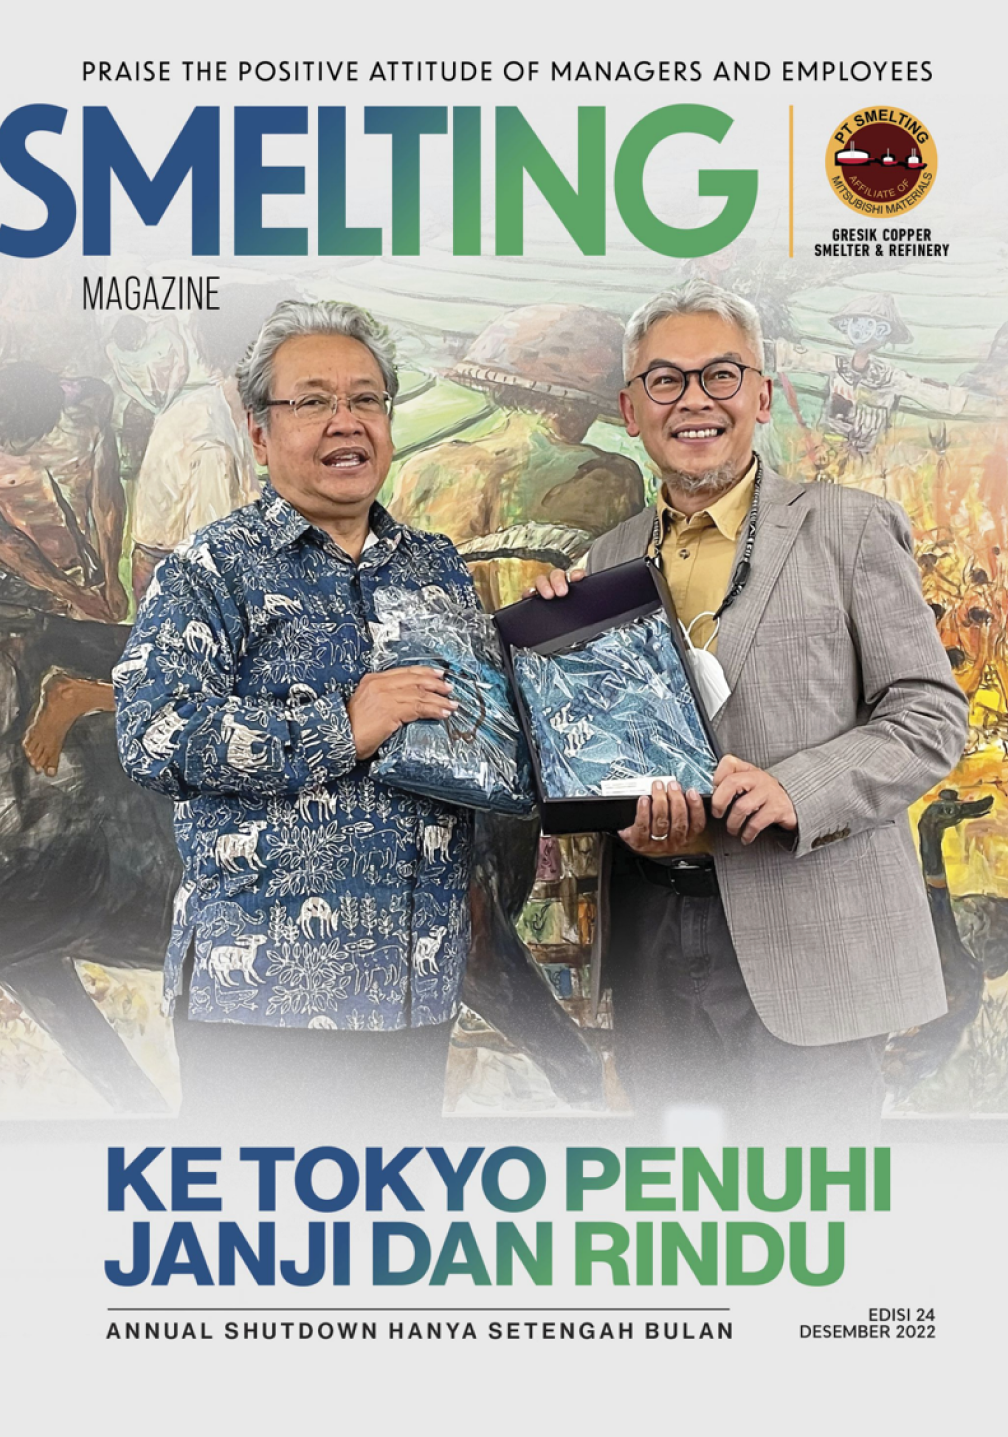 PRAISE THE POSITIVE ATTITUDE OF MANAGERS AND EMPLOYEES
SMELTING
PT SMELTING
AFFILIATE OF
MITSUBISHI MATERIALS
GRESIK COPPER
SMELTER & REFINERY
MAGAZINE
KE TOKYO PENUHI
JANJI DAN RINDU
ANNUAL SHUTDOWN HANYA SETENGAH BULAN
EDISI 24
DESEMBER 2022